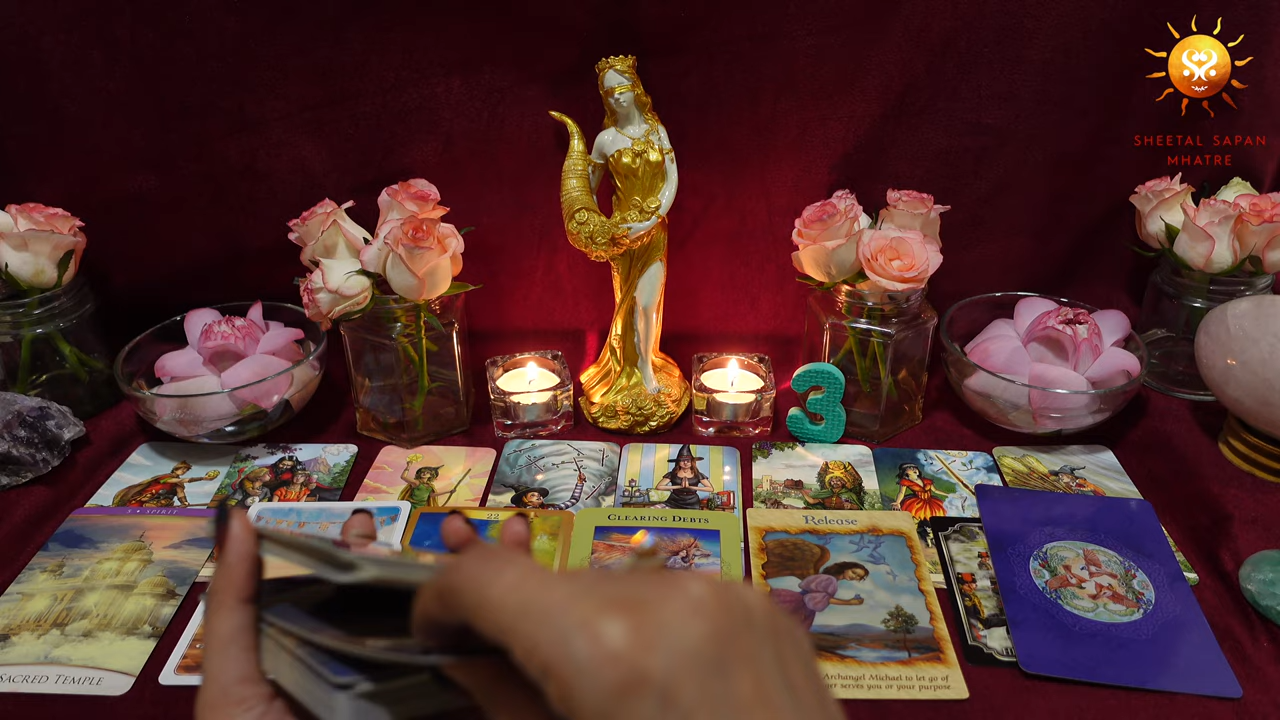 SHEETAL SAPAN
MHATRE
3
5 • SPIRIT
22
CLEARING DEBTS
Release
SACRED TEMPLE
Archangel Michael to let go of
serves you or your purpose.